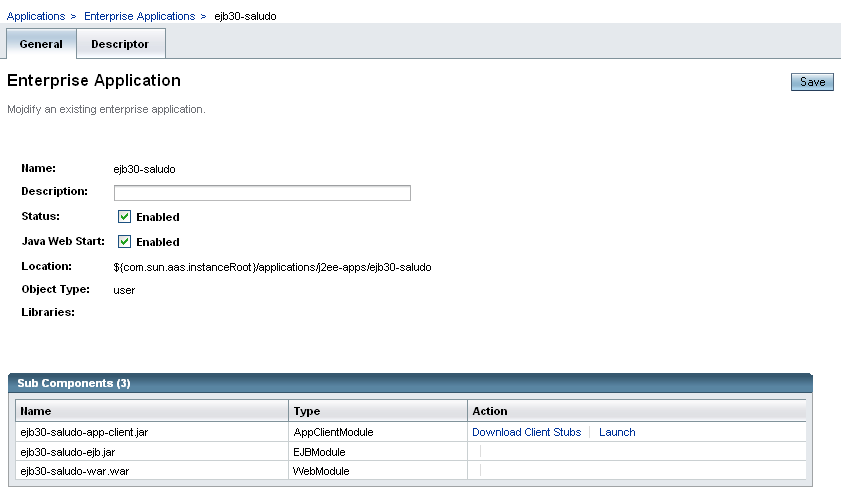 Applications > Enterprise Applications > ejb30-saludo
General Descriptor
Enterprise Application
Save
Mojdify an existing enterprise application.
Name: ejb30-saludo
Description:
Status: Enabled
Java Web Start: Enabled
Location: ${com.sun.aas.instanceRoot}/applications/j2ee-apps/ejb30-saludo
Object Type: user
Libraries:
Sub Components (3)
Name Type Action
ejb30-saludo-app-client.jar AppClientModule Download Client Stubs | Launch
ejb30-saludo-ejb.jar EJBModule |
ejb30-saludo-war.war WebModule |